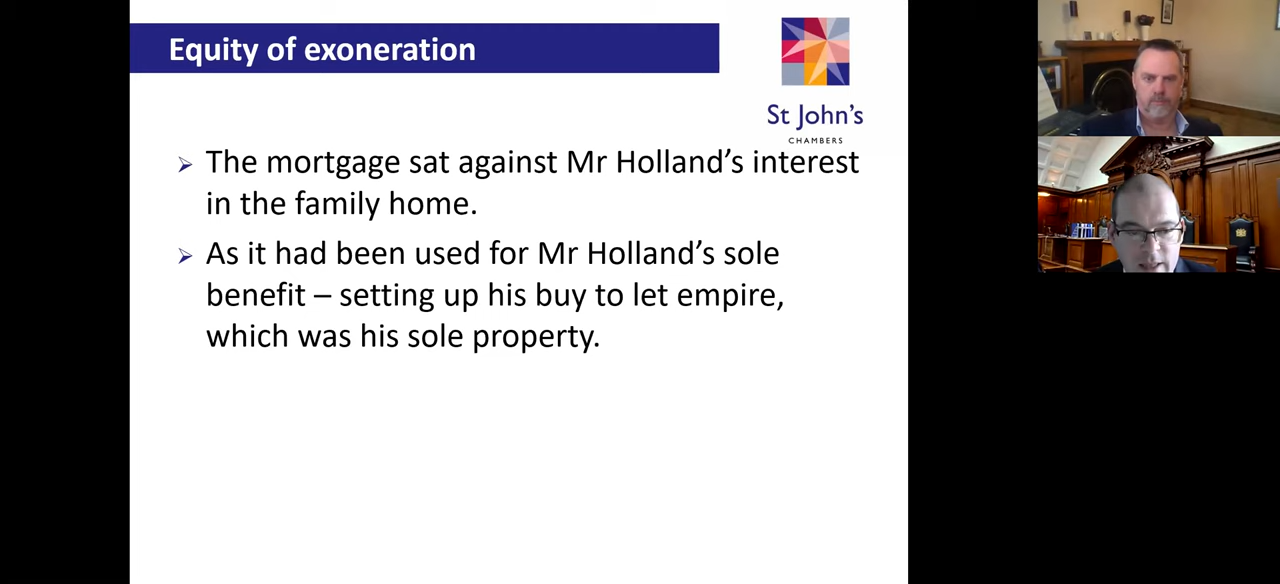 Equity of exoneration
St John's
CHAMBERS
➢ The mortgage sat against Mr Holland’s interest
in the family home.
➢ As it had been used for Mr Holland’s sole
benefit – setting up his buy to let empire,
which was his sole property.